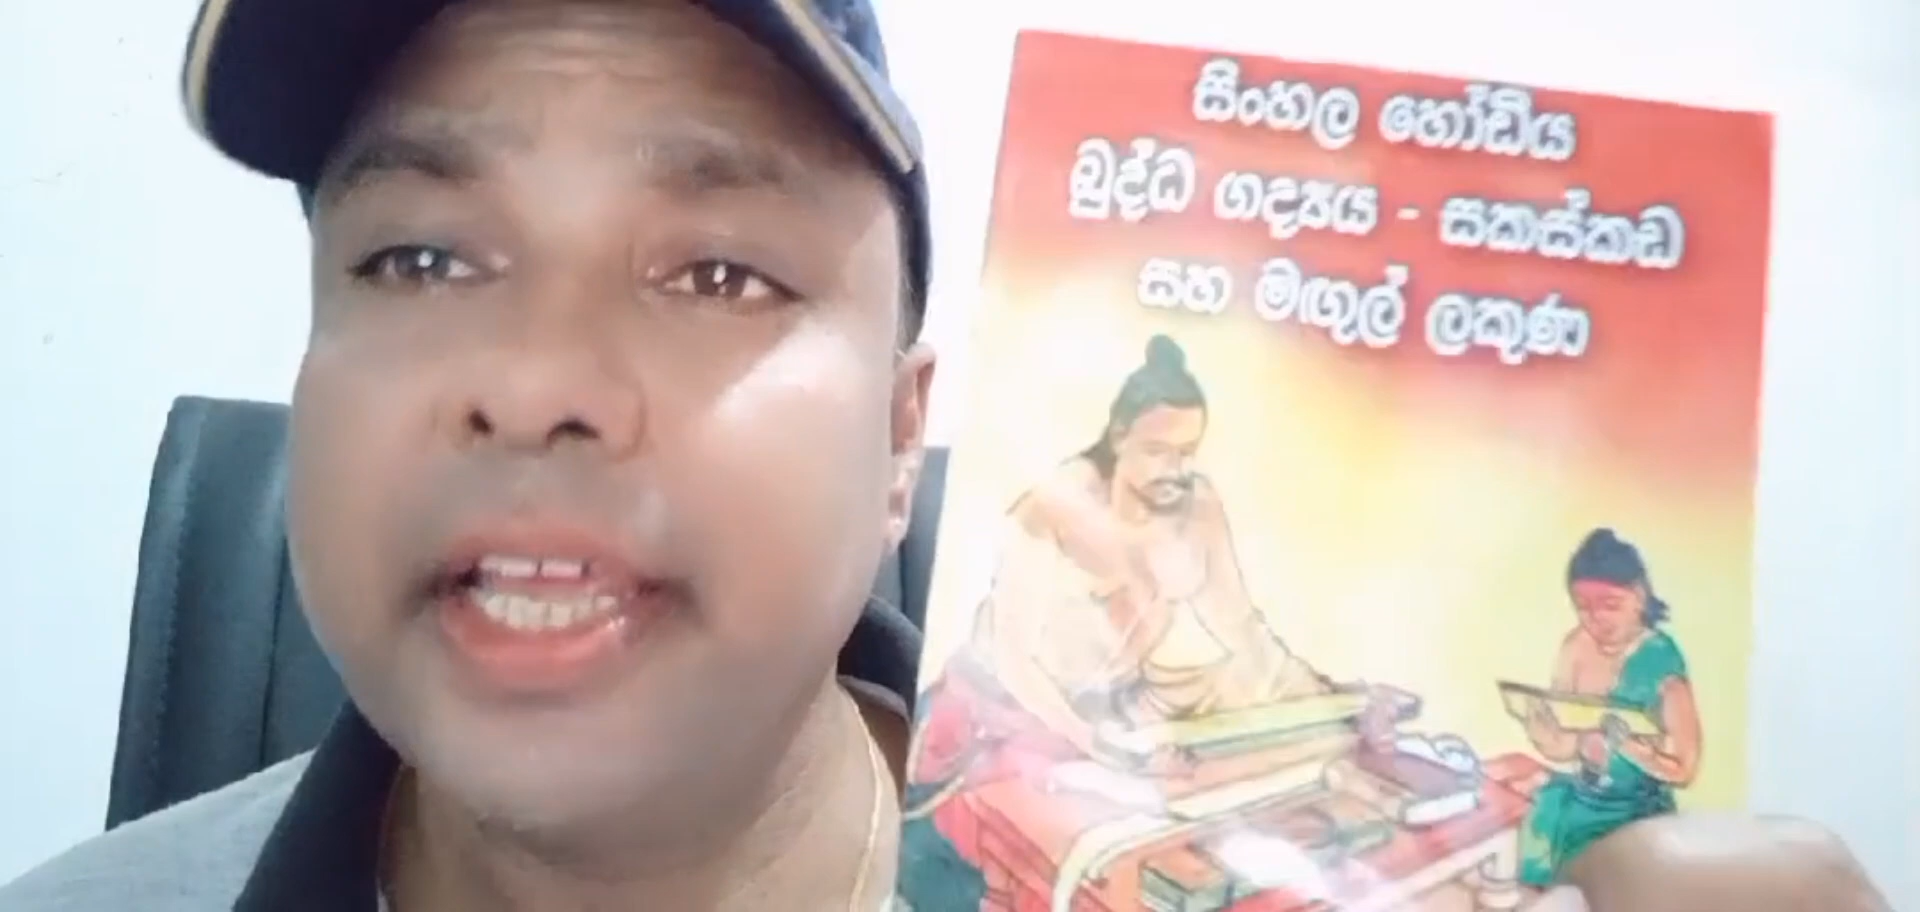 සිංහල හෝඩිය
බුද්ධ ගද්‍යය - සකස්කඩ
සහ මඟුල් ලකුණ